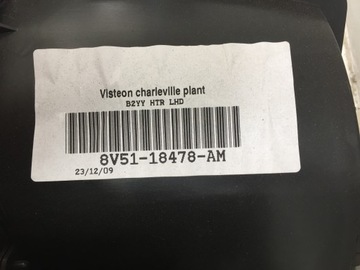 Visteon charleville plant
B2YY HTR LHD
8V51-18478-AM
23/12/09